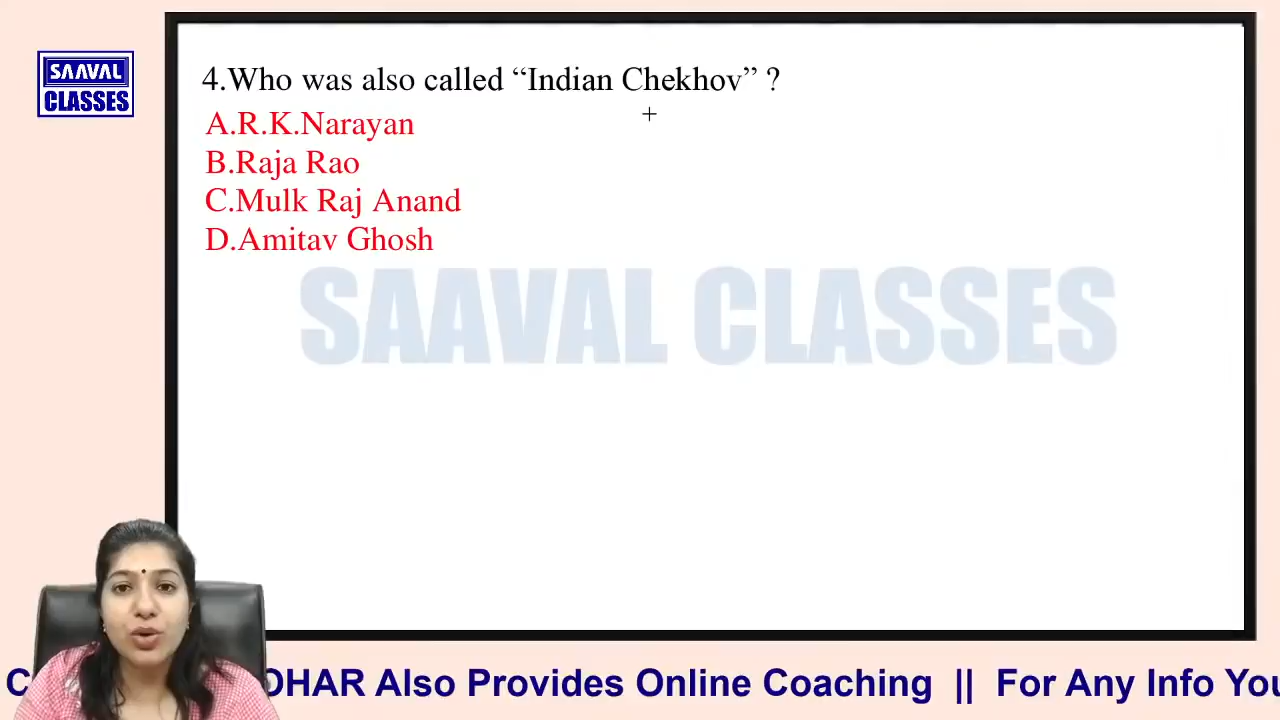 SAAVAL
CLASSES
4.Who was also called “Indian Chekhov” ?
A.R.K.Narayan
B.Raja Rao
C.Mulk Raj Anand
D.Amitav Ghosh
SAAVAL CLASSES
OHAR Also Provides Online Coaching || For Any Info You